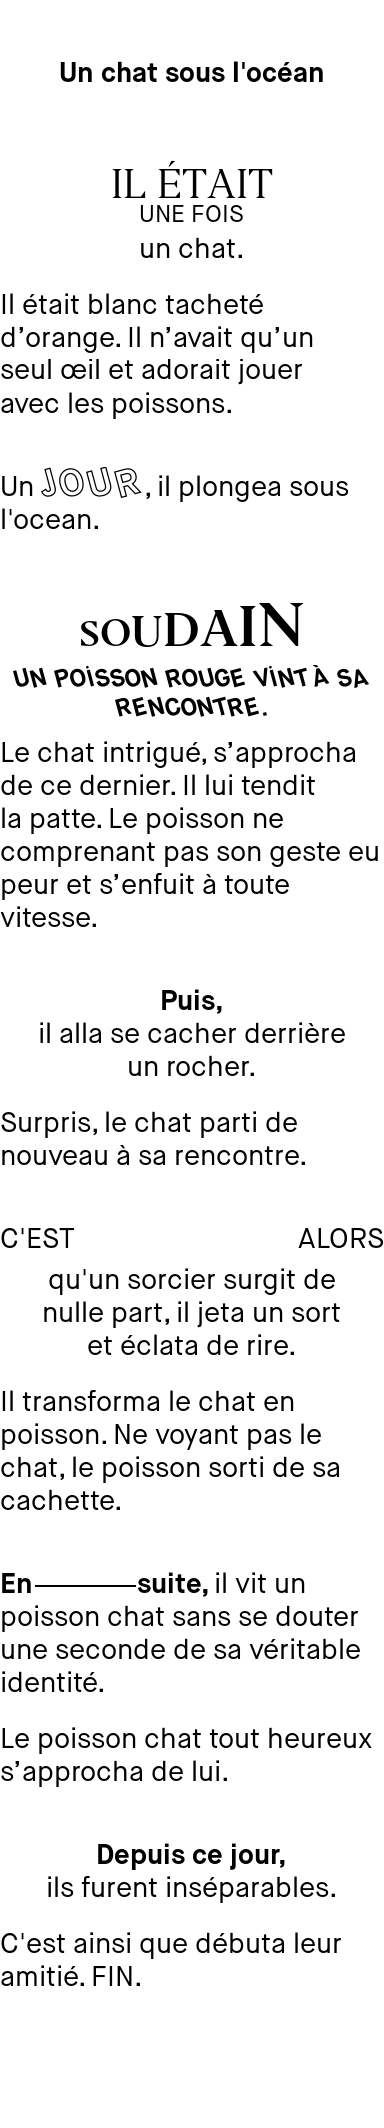 Un chat sous l'océan
IL ÉTAIT
UNE FOIS
un chat.
Il était blanc tacheté
d’orange. Il n’avait qu’un
seul œil et adorait jouer
avec les poissons.
Un JOUR, il plongea sous
l'ocean.
SOUDAIN
UN POISSON ROUGE VINT À SA
RENCONTRE.
Le chat intrigué, s’approcha
de ce dernier. Il lui tendit
la patte. Le poisson ne
comprenant pas son geste eu
peur et s’enfuit à toute
vitesse.
Puis,
il alla se cacher derrière
un rocher.
Surpris, le chat parti de
nouveau à sa rencontre.
C'EST ALORS
qu'un sorcier surgit de
nulle part, il jeta un sort
et éclata de rire.
Il transforma le chat en
poisson. Ne voyant pas le
chat, le poisson sorti de sa
cachette.
En———suite, il vit un
poisson chat sans se douter
une seconde de sa véritable
identité.
Le poisson chat tout heureux
s’approcha de lui.
Depuis ce jour,
ils furent inséparables.
C'est ainsi que débuta leur
amitié. FIN.